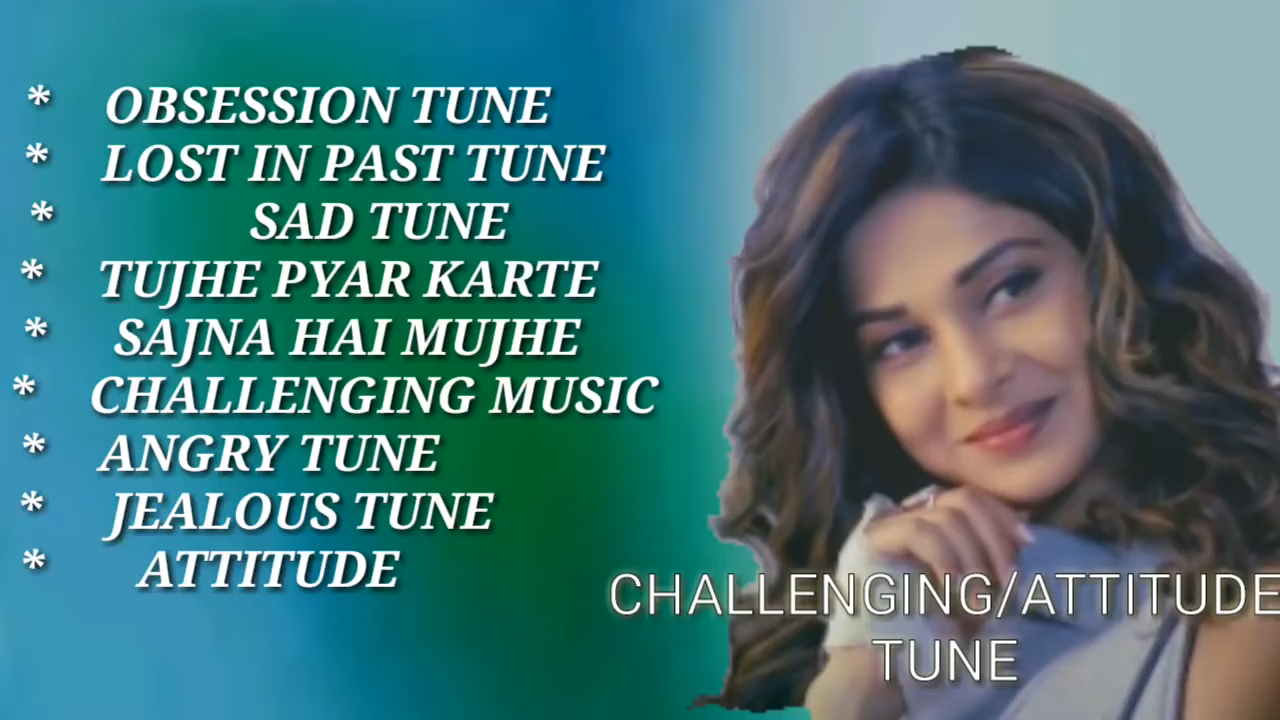 * OBSESSION TUNE
* LOST IN PAST TUNE
* SAD TUNE
* TUJHE PYAR KARTE
* SAJNA HAI MUJHE
* CHALLENGING MUSIC
* ANGRY TUNE
* JEALOUS TUNE
* ATTITUDE
CHALLENGING/ATTITUDE
TUNE